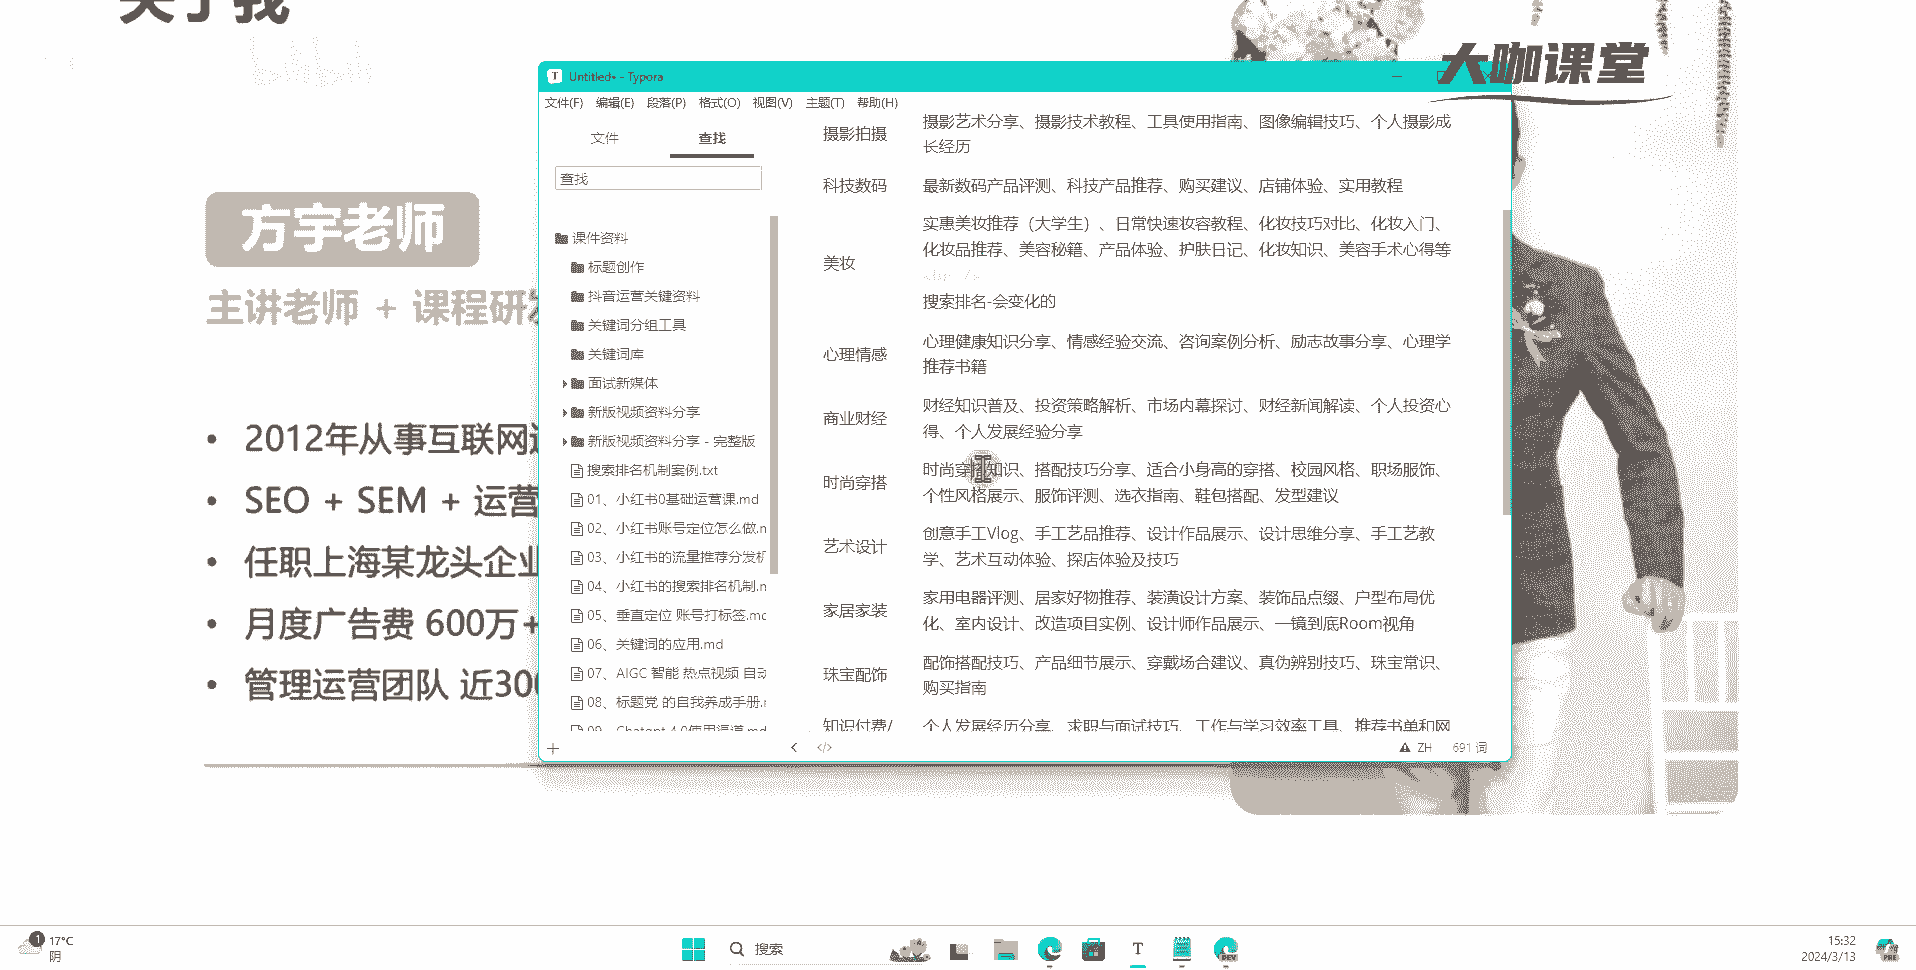 关于我
bilibili
大咖课堂
方宇老师
主讲老师 + 课程研
2012年从事互联网
SEO + SEM + 运营
任职上海某龙头企业
月度广告费 600万+
管理运营团队 近300
Untitled• - Typora
文件(F) 编辑(E) 段落(P) 格式(O) 视图(V) 主题(T) 帮助(H)
文件 查找
查找
课件资料
标题创作
抖音运营关键资料
关键词分组工具
关键词库
面试新媒体
新版视频资料分享
新版视频资料分享 - 完整版
搜索排名机制案例.txt
01、小红书0基础运营课.md
02、小红书账号定位怎么做.n
03、小红书的流量推荐分发机
04、小红书的搜索排名机制.n
05、垂直定位 账号打标签.mc
06、关键词的应用.md
07、AIGC 智能 热点视频 自动
08、标题党 的自我养成手册.r
09、Chatgpt 4.0使用渠道.md
摄影拍摄
摄影艺术分享、摄影技术教程、工具使用指南、图像编辑技巧、个人摄影成
长经历
科技数码
最新数码产品评测、科技产品推荐、购买建议、店铺体验、实用教程
美妆
实惠美妆推荐（大学生）、日常快速妆容教程、化妆技巧对比、化妆入门、
化妆品推荐、美容秘籍、产品体验、护肤日记、化妆知识、美容手术心得等
<br />
搜索排名-会变化的
心理情感
心理健康知识分享、情感经验交流、咨询案例分析、励志故事分享、心理学
推荐书籍
商业财经
财经知识普及、投资策略解析、市场内幕探讨、财经新闻解读、个人投资心
得、个人发展经验分享
时尚穿搭
时尚穿搭知识、搭配技巧分享、适合小身高的穿搭、校园风格、职场服饰、
个性风格展示、服饰评测、选衣指南、鞋包搭配、发型建议
艺术设计
创意手工Vlog、手工艺品推荐、设计作品展示、设计思维分享、手工艺教
学、艺术互动体验、探店体验及技巧
家居家装
家用电器评测、居家好物推荐、装潢设计方案、装饰品点缀、户型布局优
化、室内设计、改造项目实例、设计师作品展示、一镜到底Room视角
珠宝配饰
配饰搭配技巧、产品细节展示、穿戴场合建议、真伪辨别技巧、珠宝常识、
购买指南
知识付费/
个人发展经历分享、求职与面试技巧、工作与学习效率工具、推荐书单和网
ZH 691 词
1 17°C
阴
搜索
T
DEV
15:32
2024/3/13
PRE